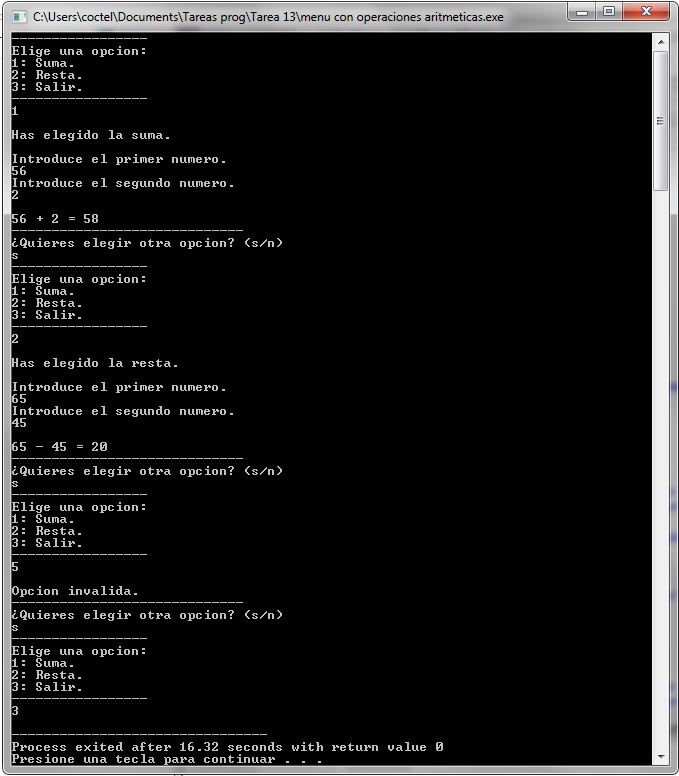 C:\Users\coctel\Documents\Tareas prog\Tarea 13\menu con operaciones aritmeticas.exe
-----------------
Elige una opcion:
1: Suma.
2: Resta.
3: Salir.
-----------------
1
Has elegido la suma.
Introduce el primer numero.
56
Introduce el segundo numero.
2
56 + 2 = 58
-----------------------------
¿Quieres elegir otra opcion? (s/n)
s
-----------------
Elige una opcion:
1: Suma.
2: Resta.
3: Salir.
-----------------
2
Has elegido la resta.
Introduce el primer numero.
65
Introduce el segundo numero.
45
65 - 45 = 20
-----------------------------
¿Quieres elegir otra opcion? (s/n)
s
-----------------
Elige una opcion:
1: Suma.
2: Resta.
3: Salir.
-----------------
5
Opcion invalida.
-----------------------------
¿Quieres elegir otra opcion? (s/n)
s
-----------------
Elige una opcion:
1: Suma.
2: Resta.
3: Salir.
-----------------
3
--------------------------------
Process exited after 16.32 seconds with return value 0
Presione una tecla para continuar . . .